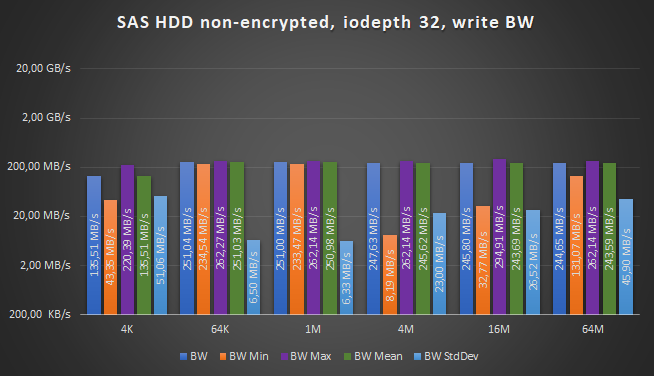 SAS HDD non-encrypted, iodepth 32, write BW
20,00 GB/s
2,00 GB/s
200,00 MB/s
20,00 MB/s
2,00 MB/s
200,00 KB/s
135,51 MB/s
43,35 MB/s
220,39 MB/s
135,51 MB/s
51,06 MB/s
251,04 MB/s
234,54 MB/s
262,27 MB/s
251,03 MB/s
6,50 MB/s
251,00 MB/s
233,47 MB/s
262,14 MB/s
250,98 MB/s
6,33 MB/s
247,63 MB/s
8,19 MB/s
262,14 MB/s
245,62 MB/s
23,00 MB/s
245,80 MB/s
32,77 MB/s
294,91 MB/s
243,69 MB/s
26,52 MB/s
244,65 MB/s
131,07 MB/s
262,14 MB/s
243,59 MB/s
45,90 MB/s
4K 64K 1M 4M 16M 64M
BW BW Min BW Max BW Mean BW StdDev